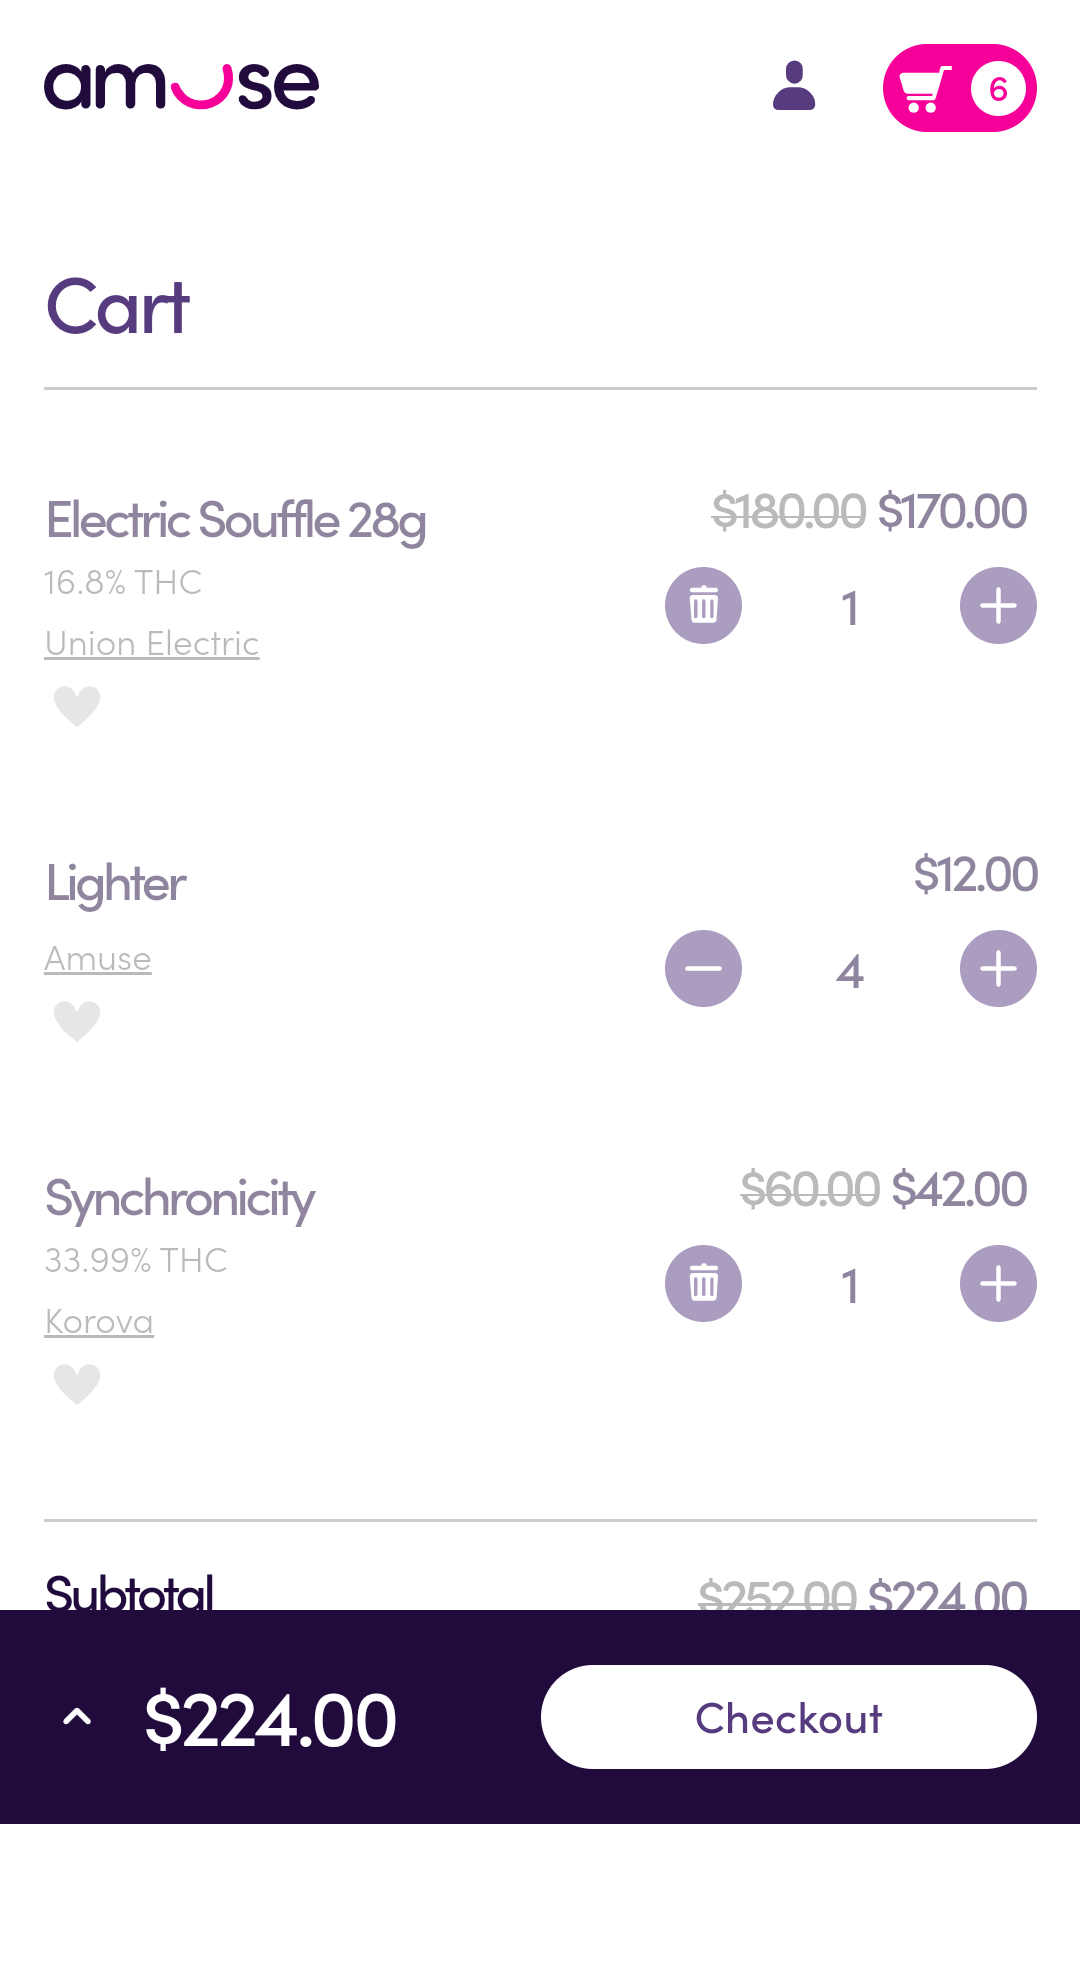 amuse
6
Cart
Electric Souffle 28g
$180.00 $170.00
16.8% THC
1
Union Electric
Lighter
$12.00
Amuse
4
Synchronicity
$60.00 $42.00
33.99% THC
1
Korova
Subtotal
$252.00 $224.00
$224.00
Checkout